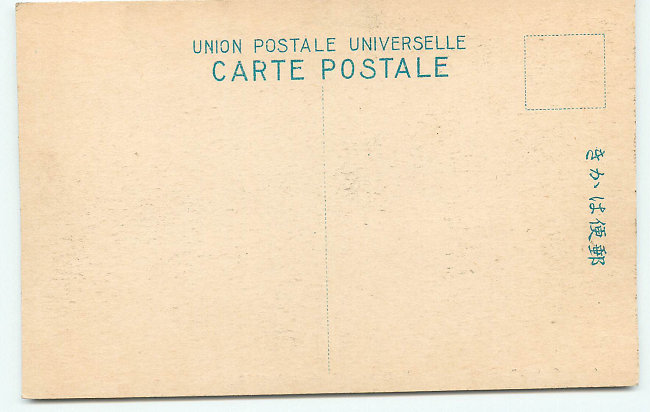 UNION POSTALE UNIVERSELLE
CARTE POSTALE
きかは便郵